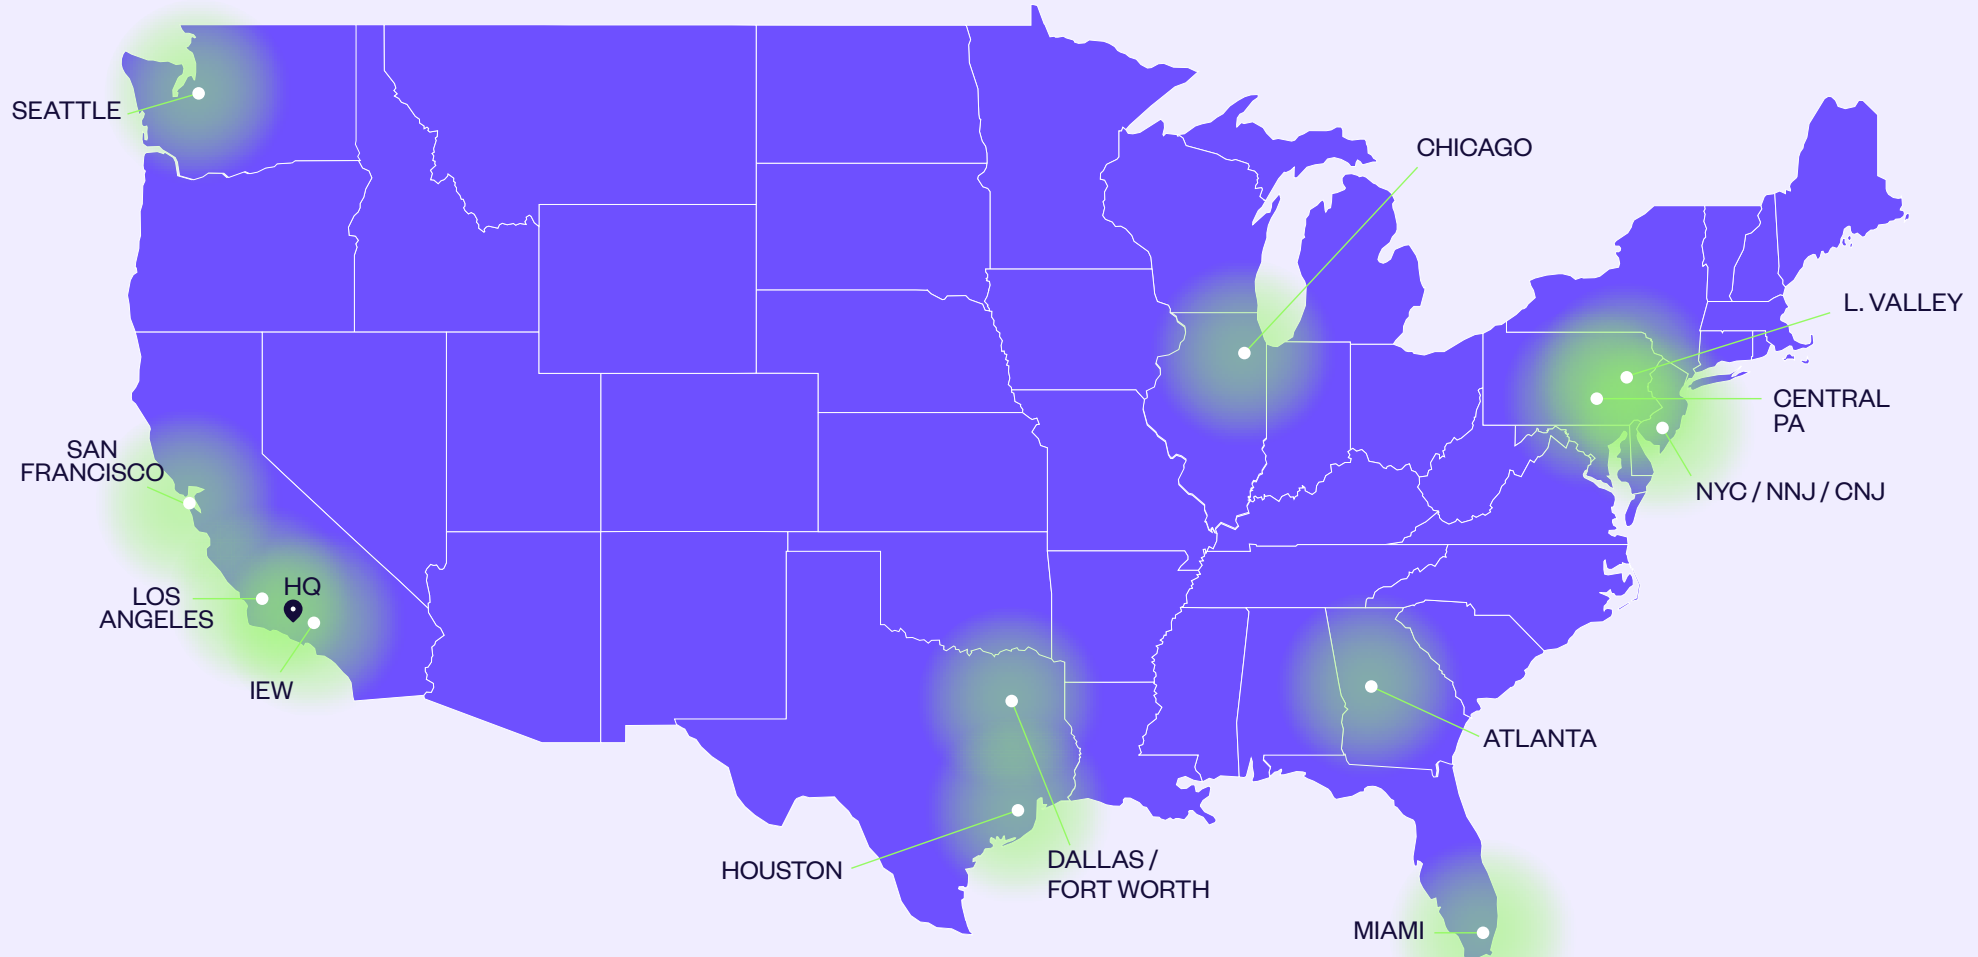 SEATTLE
CHICAGO
L. VALLEY
CENTRAL
PA
SAN
FRANCISCO
NYC / NNJ / CNJ
HQ
LOS
ANGELES
IEW
ATLANTA
HOUSTON
DALLAS /
FORT WORTH
MIAMI